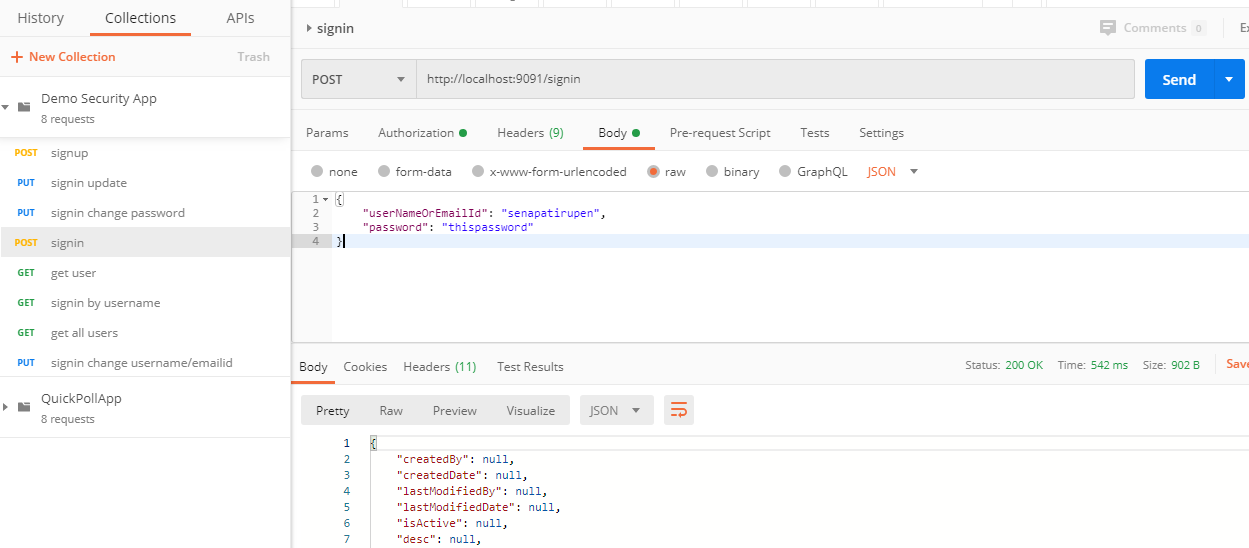 History Collections APIs
+ New Collection Trash
Demo Security App
8 requests
POST signup
PUT signin update
PUT signin change password
POST signin
GET get user
GET signin by username
GET get all users
PUT signin change username/emailid
QuickPollApp
8 requests
signin Comments 0 Ex
POST http://localhost:9091/signin Send
Params Authorization Headers (9) Body Pre-request Script Tests Settings
none form-data x-www-form-urlencoded raw binary GraphQL JSON
1 {
2 "userNameOrEmailId": "senapatirupen",
3 "password": "thispassword"
4 }
Body Cookies Headers (11) Test Results Status: 200 OK Time: 542 ms Size: 902 B Save
Pretty Raw Preview Visualize JSON
1 {
2 "createdBy": null,
3 "createdDate": null,
4 "lastModifiedBy": null,
5 "lastModifiedDate": null,
6 "isActive": null,
7 "desc": null,